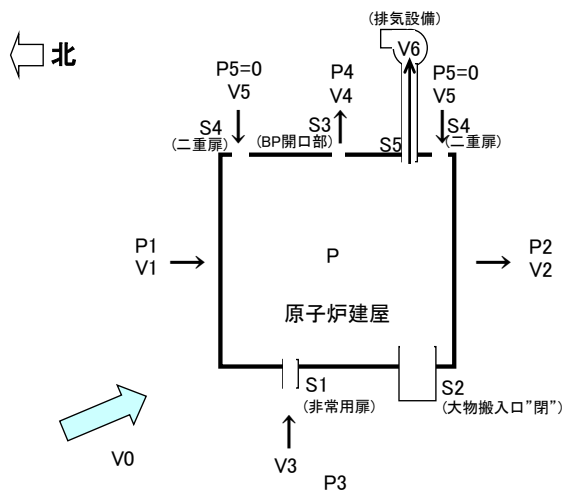 (排気設備)
北
V6
P5=0
V5
P4
V4
P5=0
V5
S4
(二重扉)
S3
(BP開口部)
S5
S4
(二重扉)
P1
V1
P
P2
V2
原子炉建屋
S1
(非常用扉)
S2
(大物搬入口”閉”)
V0
V3
P3